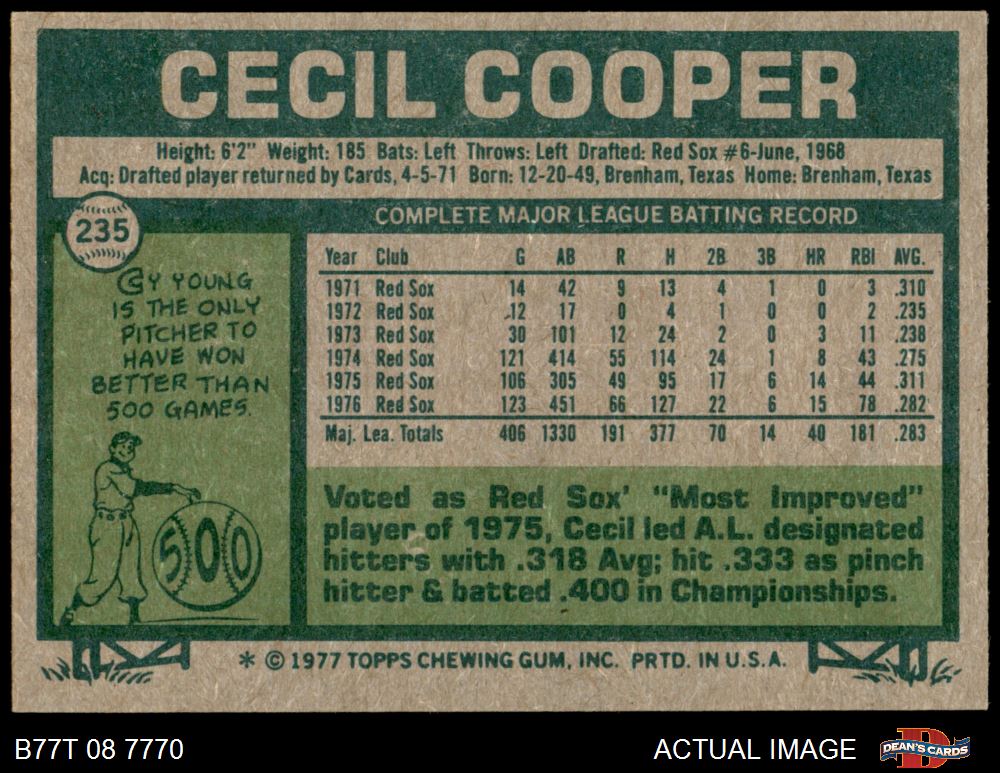 CECIL COOPER
Height: 6'2" Weight: 185 Bats: Left Throws: Left Drafted: Red Sox #6-June, 1968
Acq: Drafted player returned by Cards, 4-5-71 Born: 12-20-49, Brenham, Texas Home: Brenham, Texas
235
COMPLETE MAJOR LEAGUE BATTING RECORD
Year Club G AB R H 2B 3B HR RBI AVG.
1971 Red Sox 14 42 9 13 4 1 0 3 .310
1972 Red Sox 12 17 0 4 1 0 0 2 .235
1973 Red Sox 30 101 12 24 2 0 3 11 .238
1974 Red Sox 121 414 55 114 24 1 8 43 .275
1975 Red Sox 106 305 49 95 17 6 14 44 .311
1976 Red Sox 123 451 66 127 22 6 15 78 .282
Maj. Lea. Totals 406 1330 191 377 70 14 40 181 .283
CY YOUNG
IS THE ONLY
PITCHER TO
HAVE WON
BETTER THAN
500 GAMES.
500
Voted as Red Sox' "Most Improved"
player of 1975, Cecil led A.L. designated
hitters with .318 Avg; hit .333 as pinch
hitter & batted .400 in Championships.
* © 1977 TOPPS CHEWING GUM, INC. PRTD. IN U.S.A.
B77T 08 7770
ACTUAL IMAGE
DEAN'S CARDS